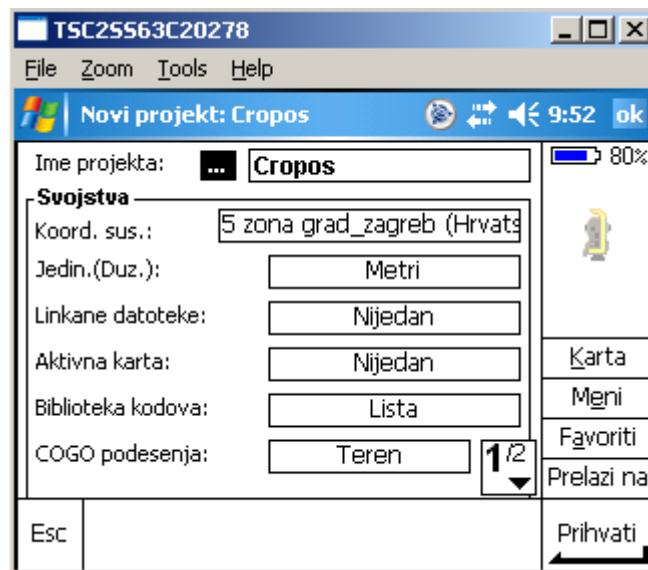 TSC2SS63C20278
File Zoom Tools Help
Novi projekt: Cropos 9:52 ok
Ime projekta: ... Cropos 80%
Svojstva
Koord. sus.: 5 zona grad_zagreb (Hrvats
Jedin.(Duz.): Metri
Linkane datoteke: Nijedan
Aktivna karta: Nijedan Karta
Biblioteka kodova: Lista Meni
Favoriti
COGO podesenja: Teren 1/2
Prelazi na
Esc Prihvati